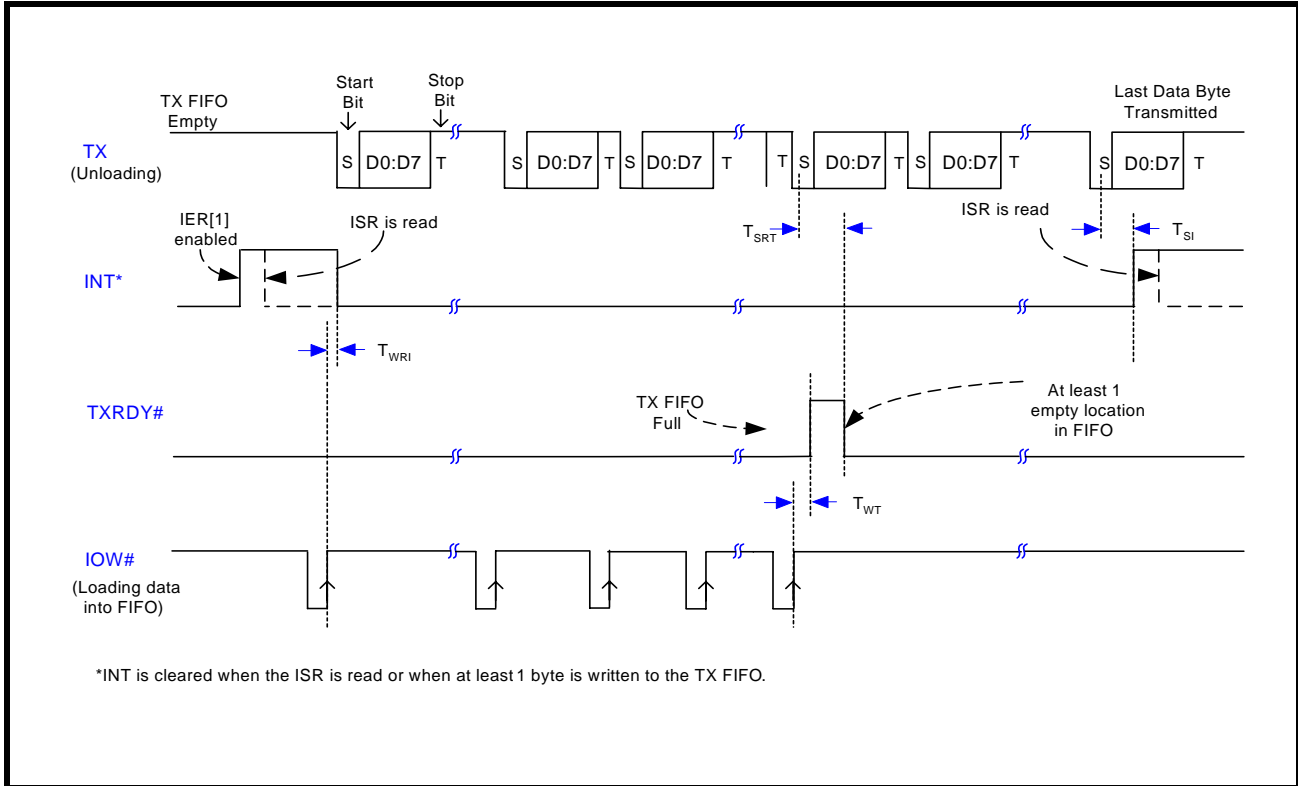 Start
Bit
Stop
Bit
TX FIFO
Empty
Last Data Byte
Transmitted
TX
(Unloading)
S D0:D7 T S D0:D7 T S D0:D7 T T S D0:D7 T S D0:D7 T S D0:D7 T
IER[1]
enabled
ISR is read
ISR is read
TSRT
TSI
INT*
TWRI
TXRDY#
TX FIFO
Full
At least 1
empty location
in FIFO
TWT
IOW#
(Loading data
into FIFO)
*INT is cleared when the ISR is read or when at least 1 byte is written to the TX FIFO.